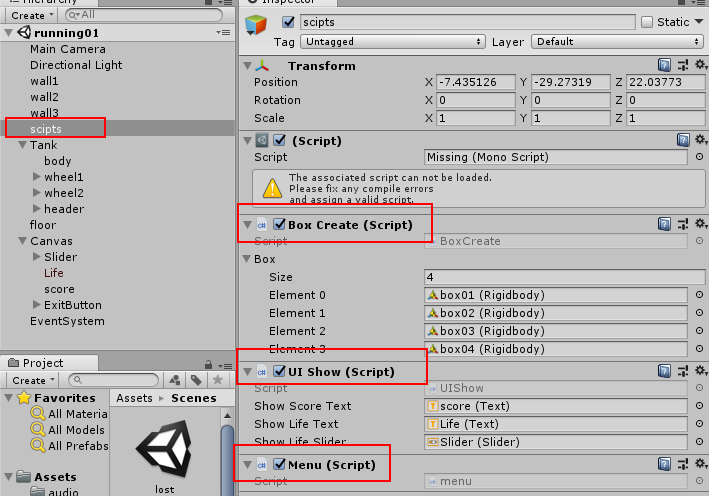 Hierarchy
Create
All
running01
Main Camera
Directional Light
wall1
wall2
wall3
scipts
Tank
body
wheel1
wheel2
header
floor
Canvas
Slider
Life
score
ExitButton
EventSystem
Project
Create
Favorites
All Materia
All Models
All Prefabs
Assets
audio
Assets ▸ Scenes
lost
Inspector
scipts
Static
Tag Untagged Layer Default
Transform
Position X -7.435126 Y -29.27319 Z 22.03773
Rotation X 0 Y 0 Z 0
Scale X 1 Y 1 Z 1
(Script)
Script Missing (Mono Script)
The associated script can not be loaded.
Please fix any compile errors
and assign a valid script.
Box Create (Script)
Script BoxCreate
Box
Size 4
Element 0 box01 (Rigidbody)
Element 1 box02 (Rigidbody)
Element 2 box03 (Rigidbody)
Element 3 box04 (Rigidbody)
UI Show (Script)
Script UIShow
Show Score Text score (Text)
Show Life Text Life (Text)
Show Life Slider Slider (Slider)
Menu (Script)
Script menu